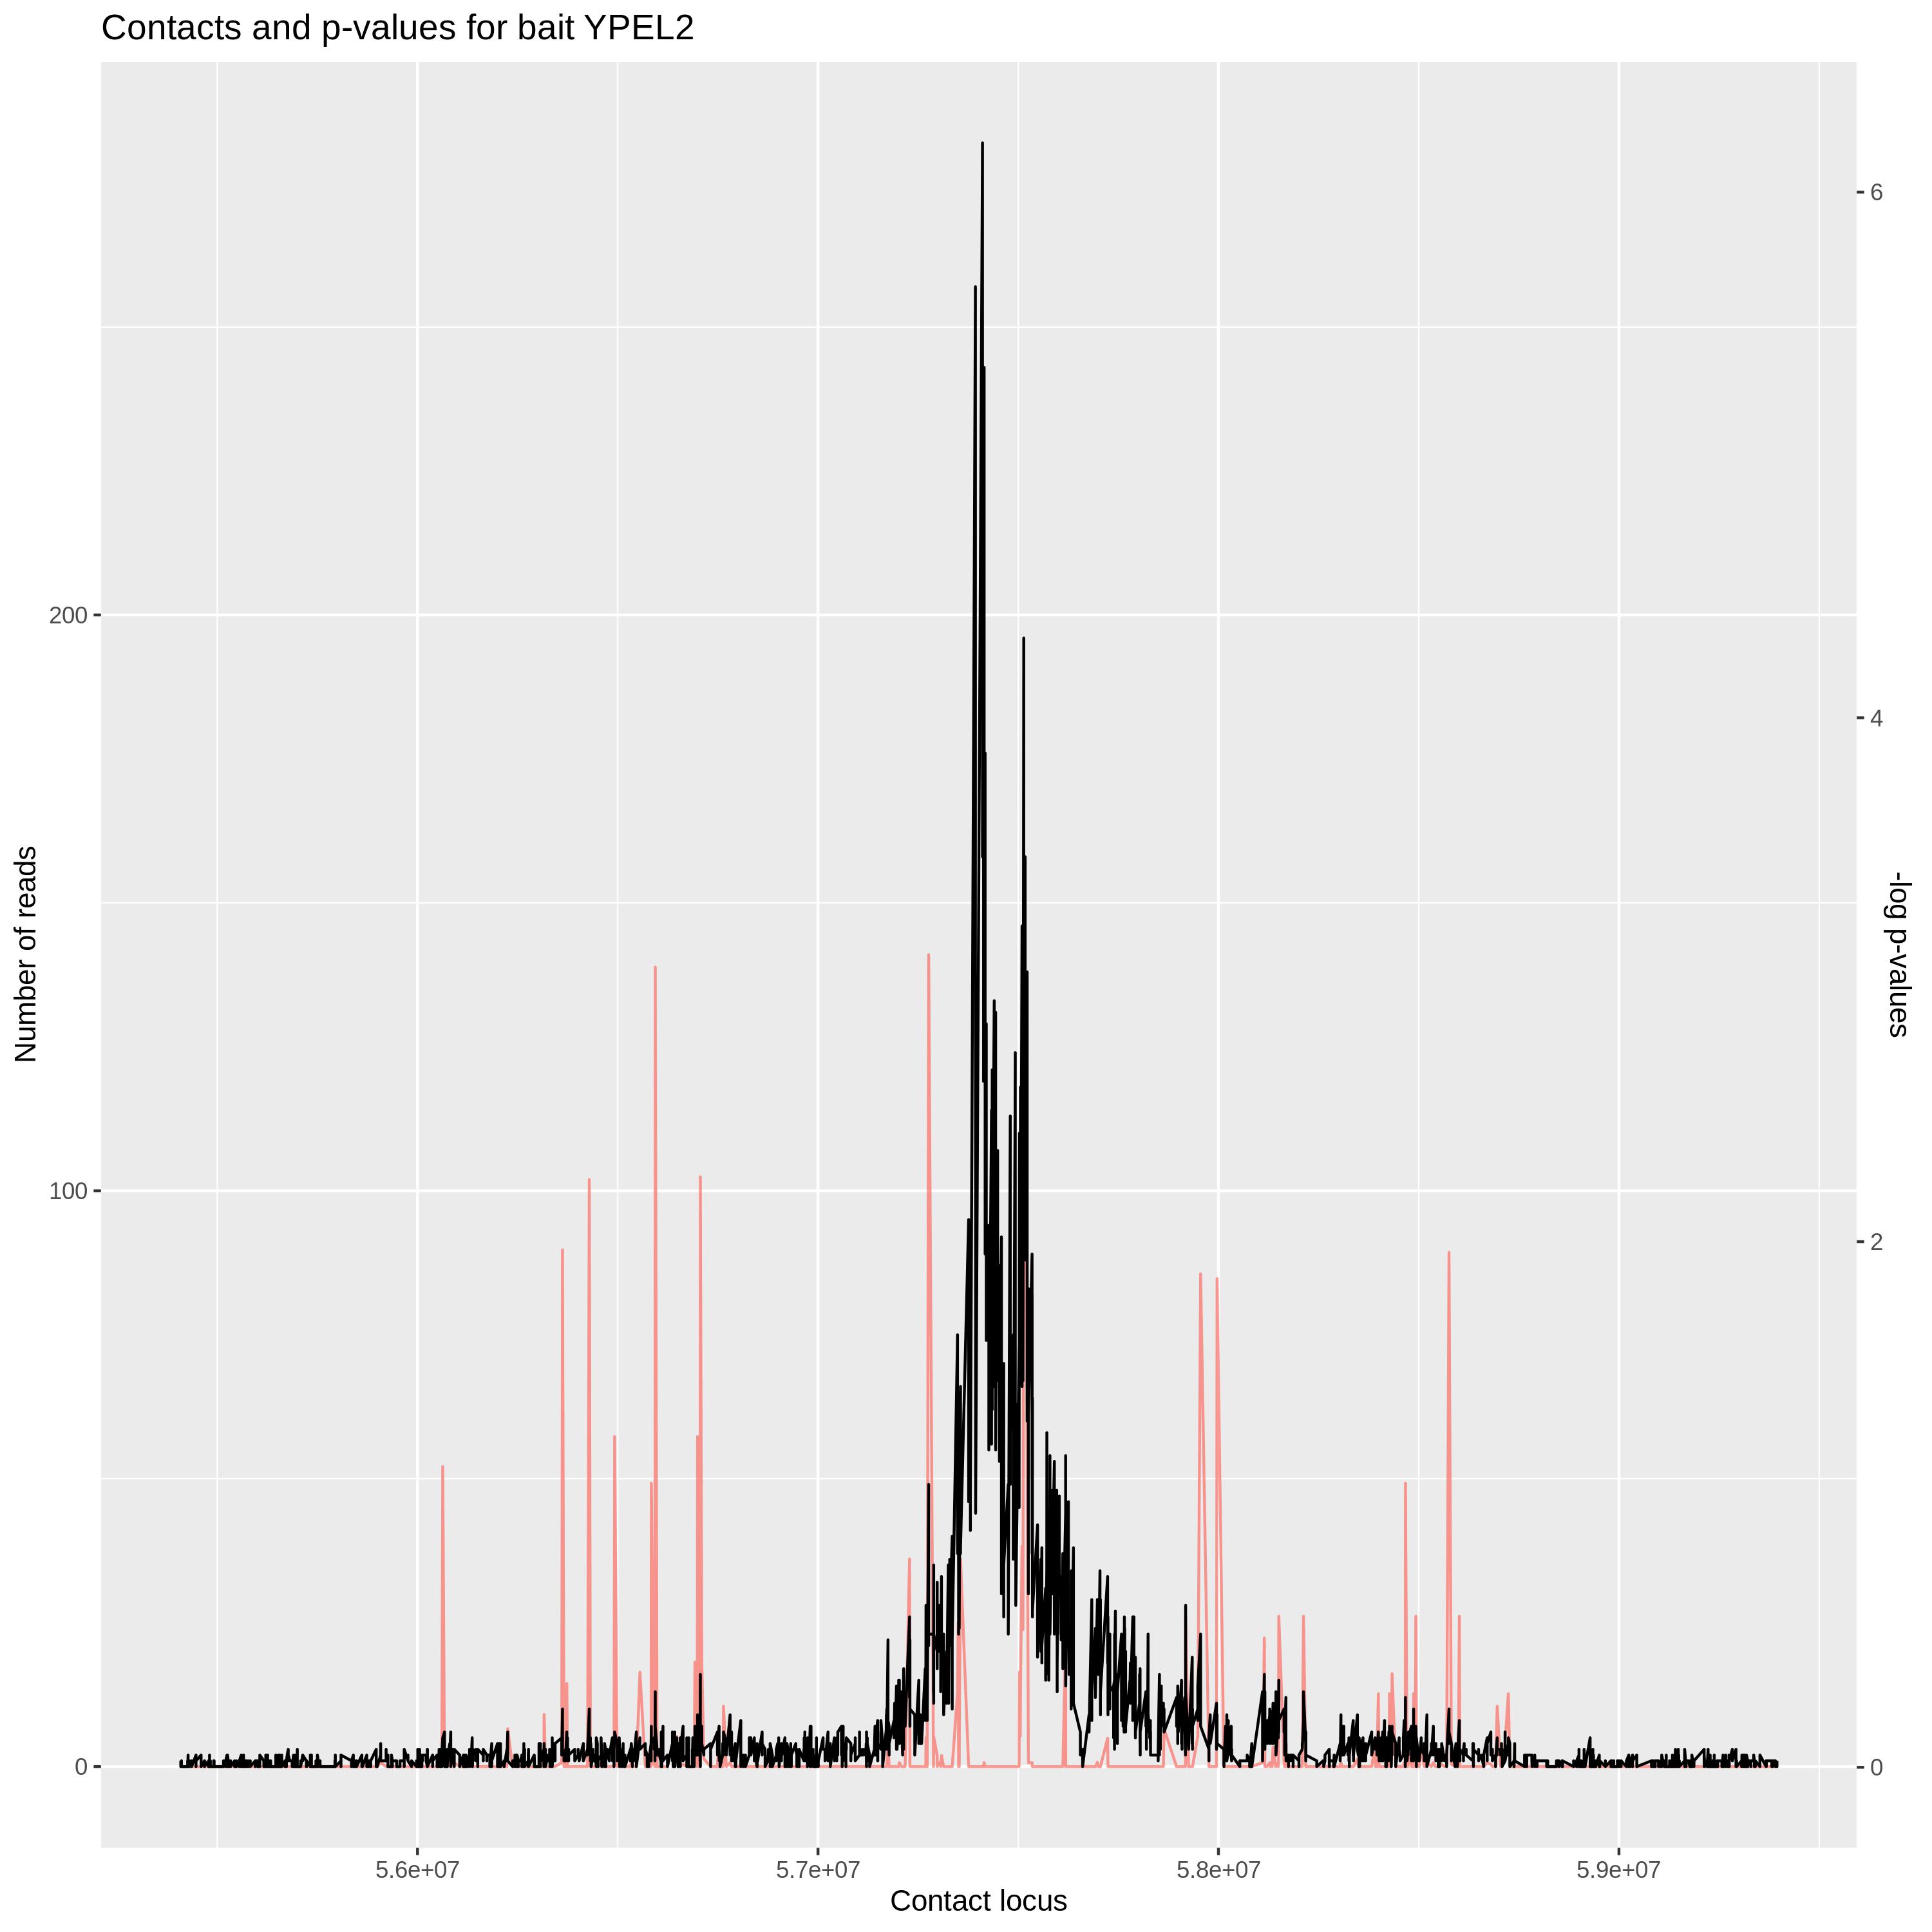 Contacts and p-values for bait YPEL2
Number of reads
200
100
0
6
4
2
0
-log p-values
5.6e+07
5.7e+07
5.8e+07
5.9e+07
Contact locus